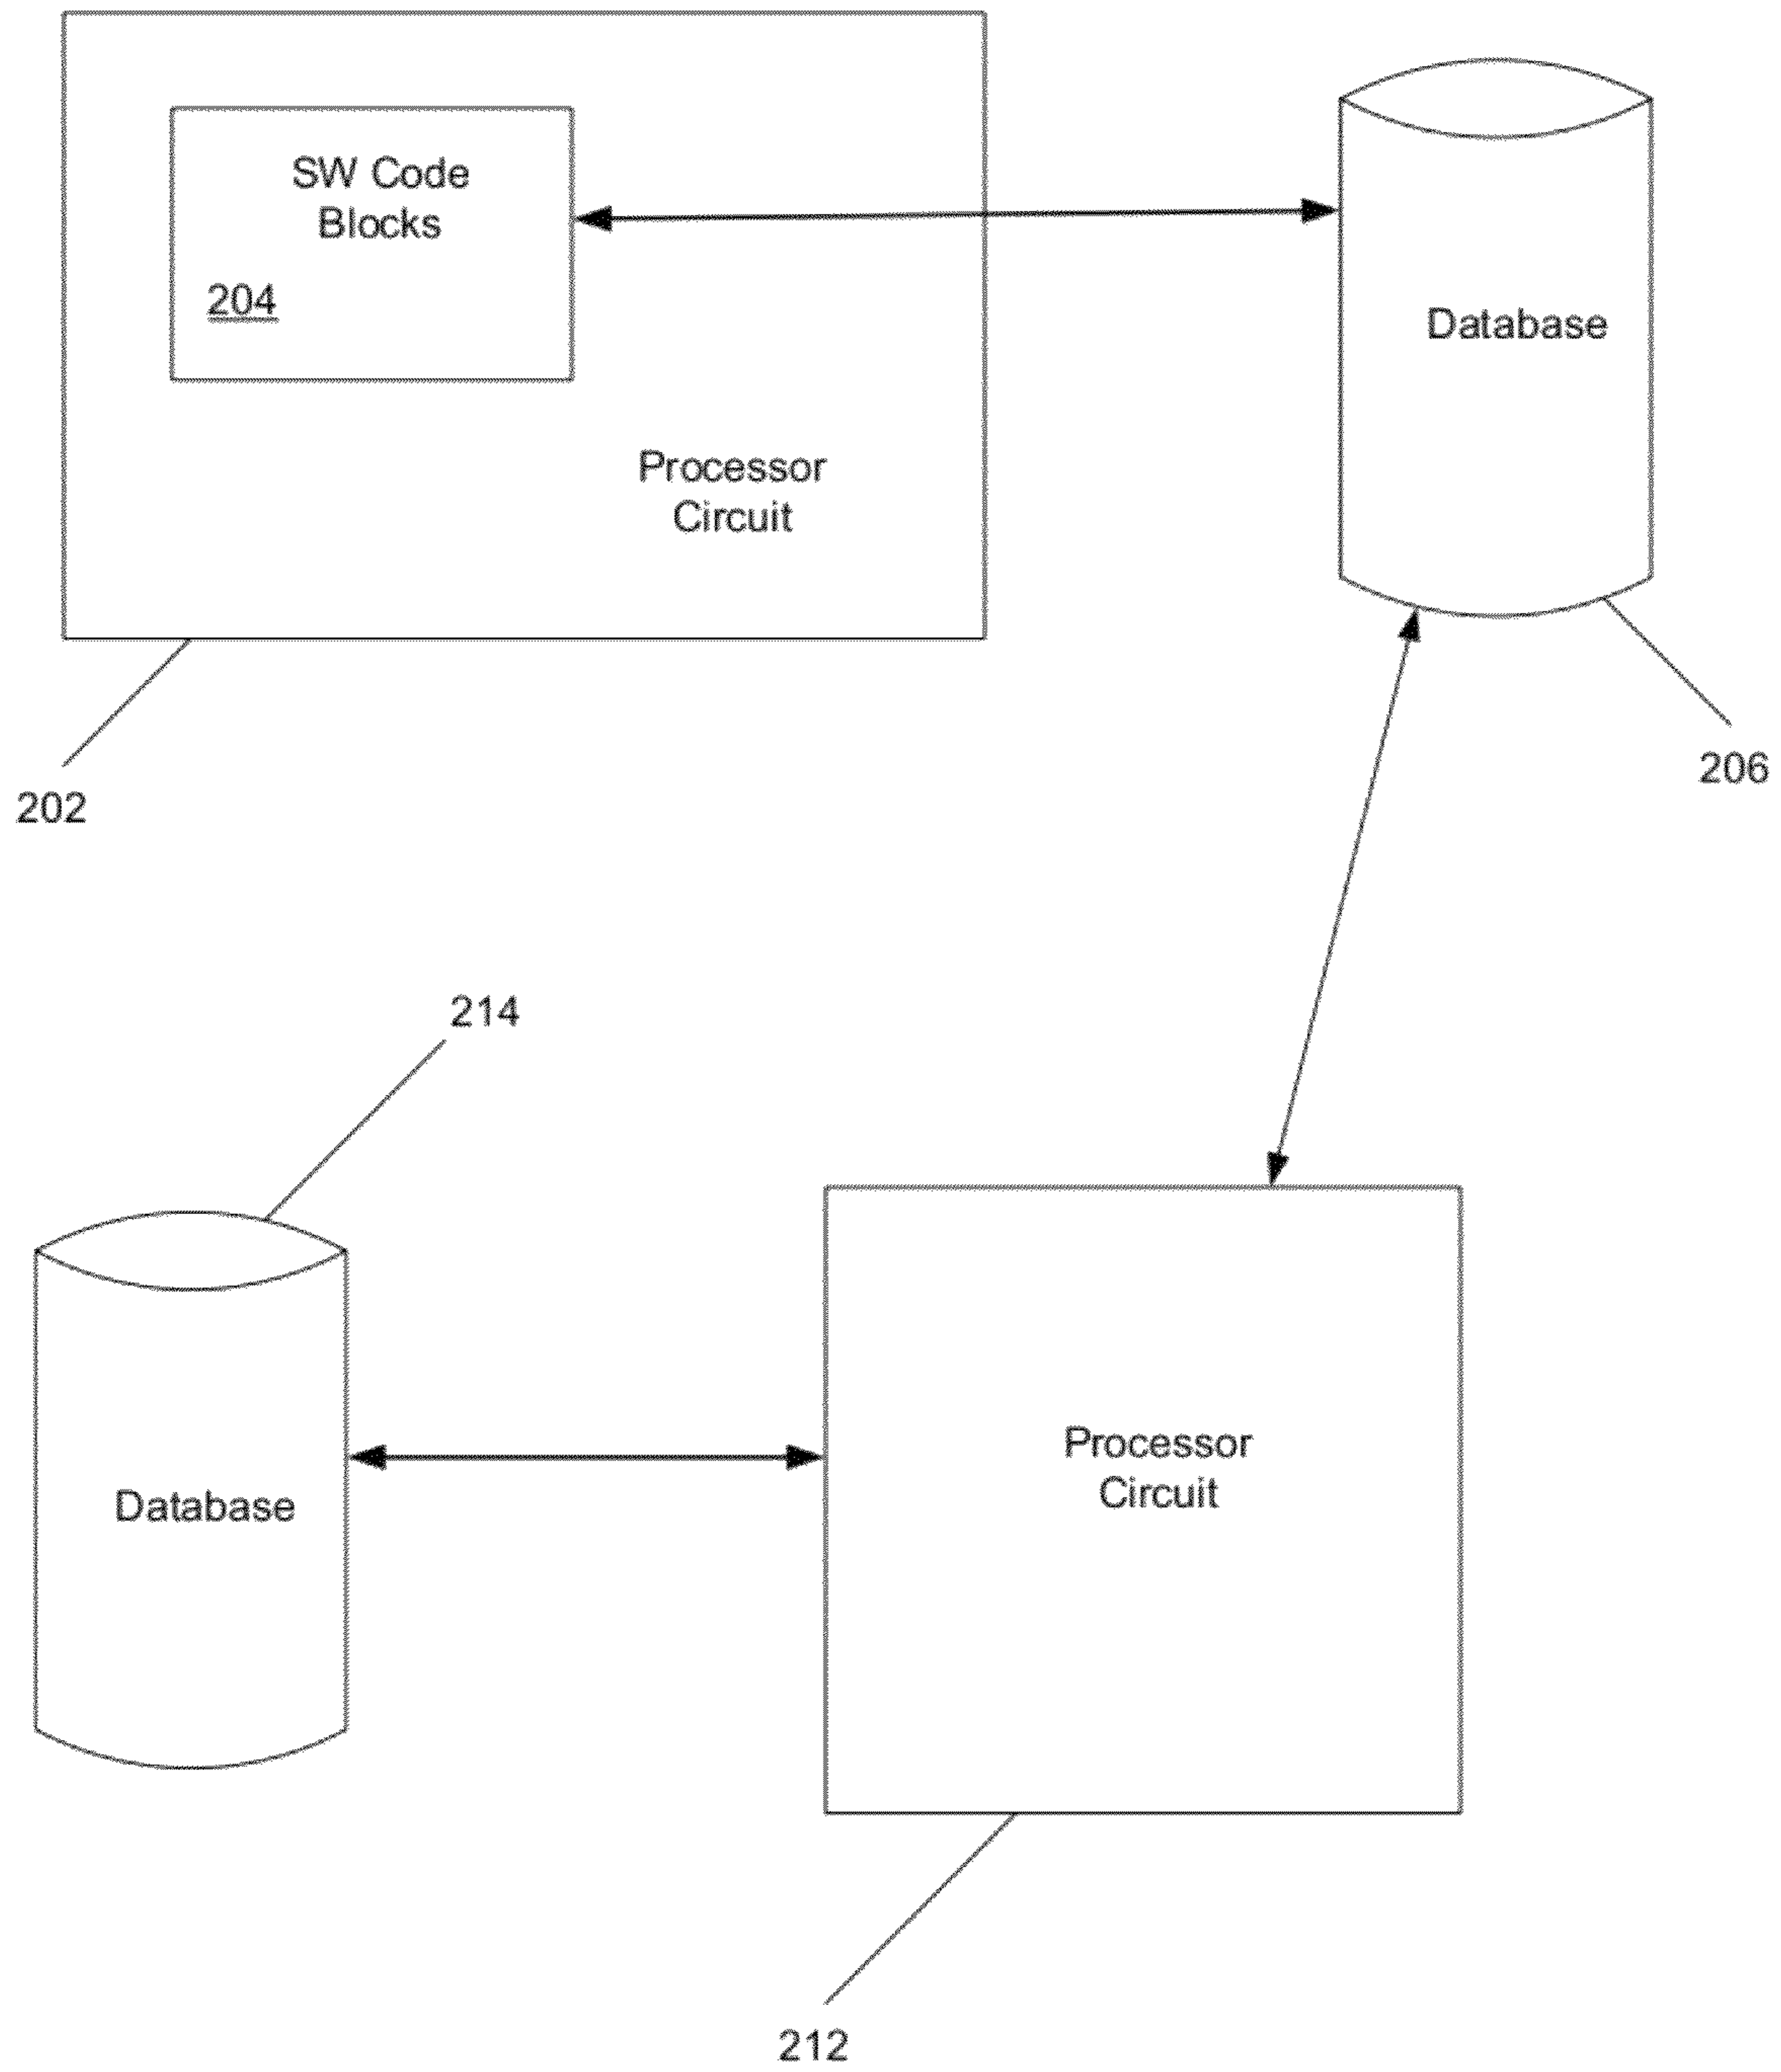 SW Code
Blocks
204
Database
Processor
Circuit
206
202
214
Processor
Circuit
Database
212